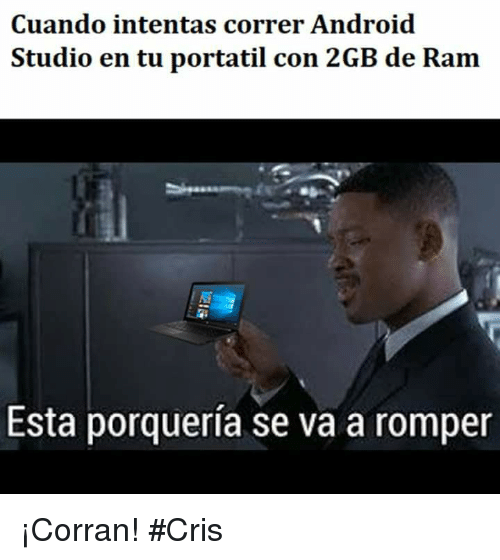 Cuando intentas correr Android
Studio en tu portatil con 2GB de Ram
Esta porquería se va a romper
¡Corran! #Cris